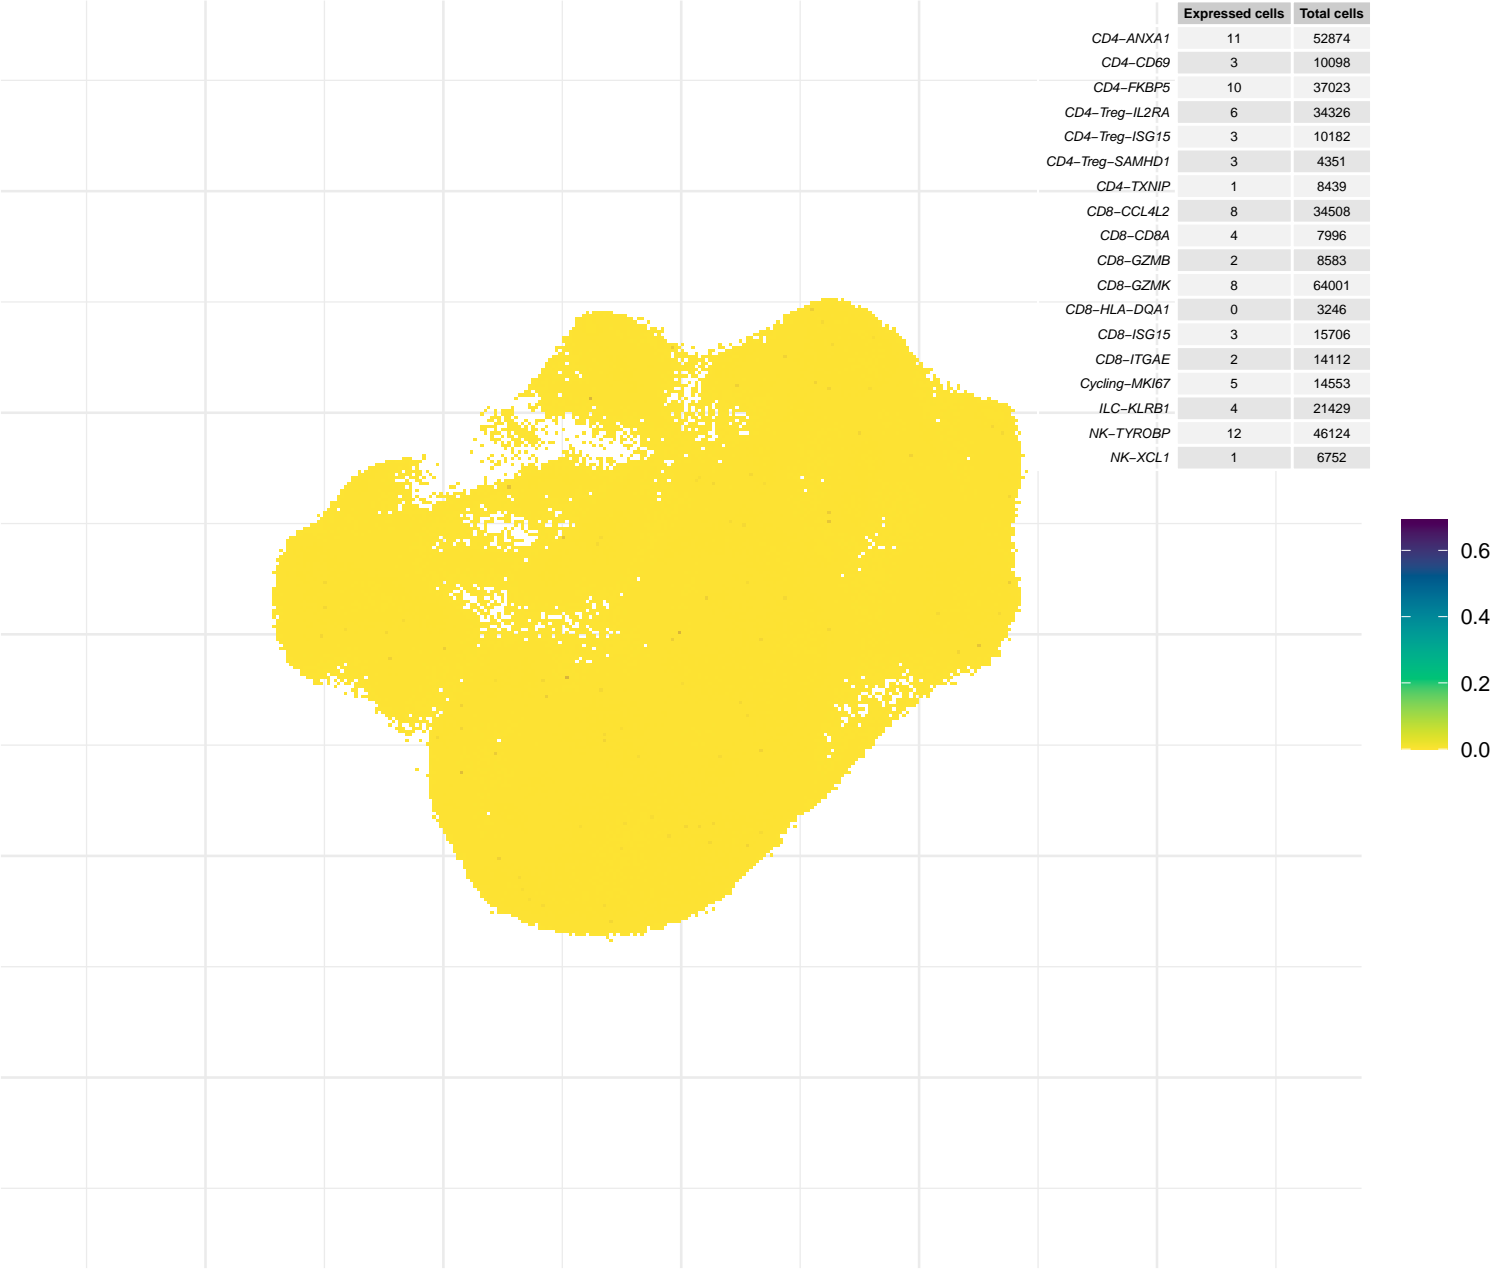 Expressed cells Total cells
CD4−ANXA1 11 52874
CD4−CD69 3 10098
CD4−FKBP5 10 37023
CD4−Treg−IL2RA 6 34326
CD4−Treg−ISG15 3 10182
CD4−Treg−SAMHD1 3 4351
CD4−TXNIP 1 8439
CD8−CCL4L2 8 34508
CD8−CD8A 4 7996
CD8−GZMB 2 8583
CD8−GZMK 8 64001
CD8−HLA−DQA1 0 3246
CD8−ISG15 3 15706
CD8−ITGAE 2 14112
Cycling−MKI67 5 14553
ILC−KLRB1 4 21429
NK−TYROBP 12 46124
NK−XCL1 1 6752
0.6
0.4
0.2
0.0